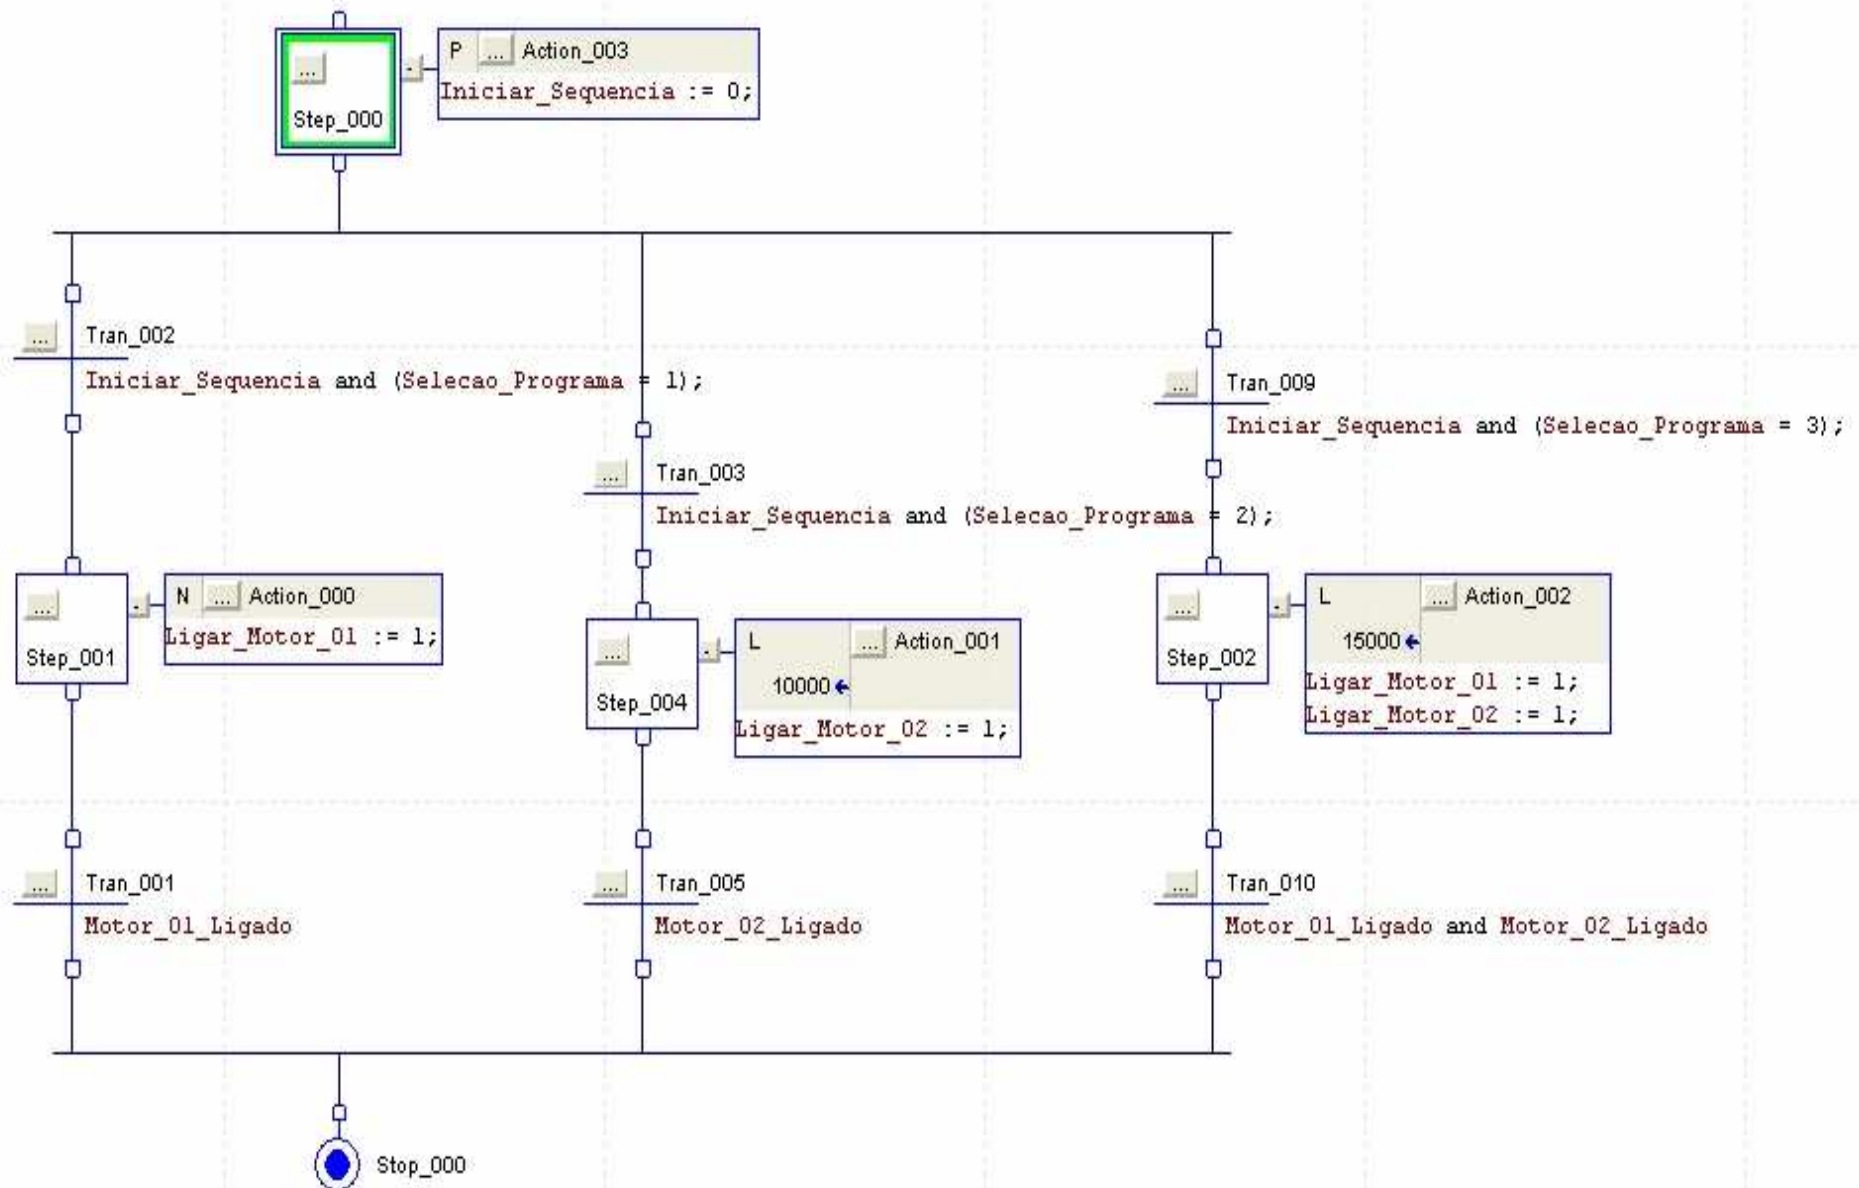 P ... Action_003
...
Iniciar_Sequencia := 0;
Step_000
... Tran_002
Iniciar_Sequencia and (Selecao_Programa = 1);
... Tran_009
Iniciar_Sequencia and (Selecao_Programa = 3);
... Tran_003
Iniciar_Sequencia and (Selecao_Programa = 2);
...
Step_001
N ... Action_000
Ligar_Motor_01 := 1;
...
Step_004
L ... Action_001
10000
Ligar_Motor_02 := 1;
...
Step_002
L ... Action_002
15000
Ligar_Motor_01 := 1;
Ligar_Motor_02 := 1;
... Tran_001
Motor_01_Ligado
... Tran_005
Motor_02_Ligado
... Tran_010
Motor_01_Ligado and Motor_02_Ligado
Stop_000